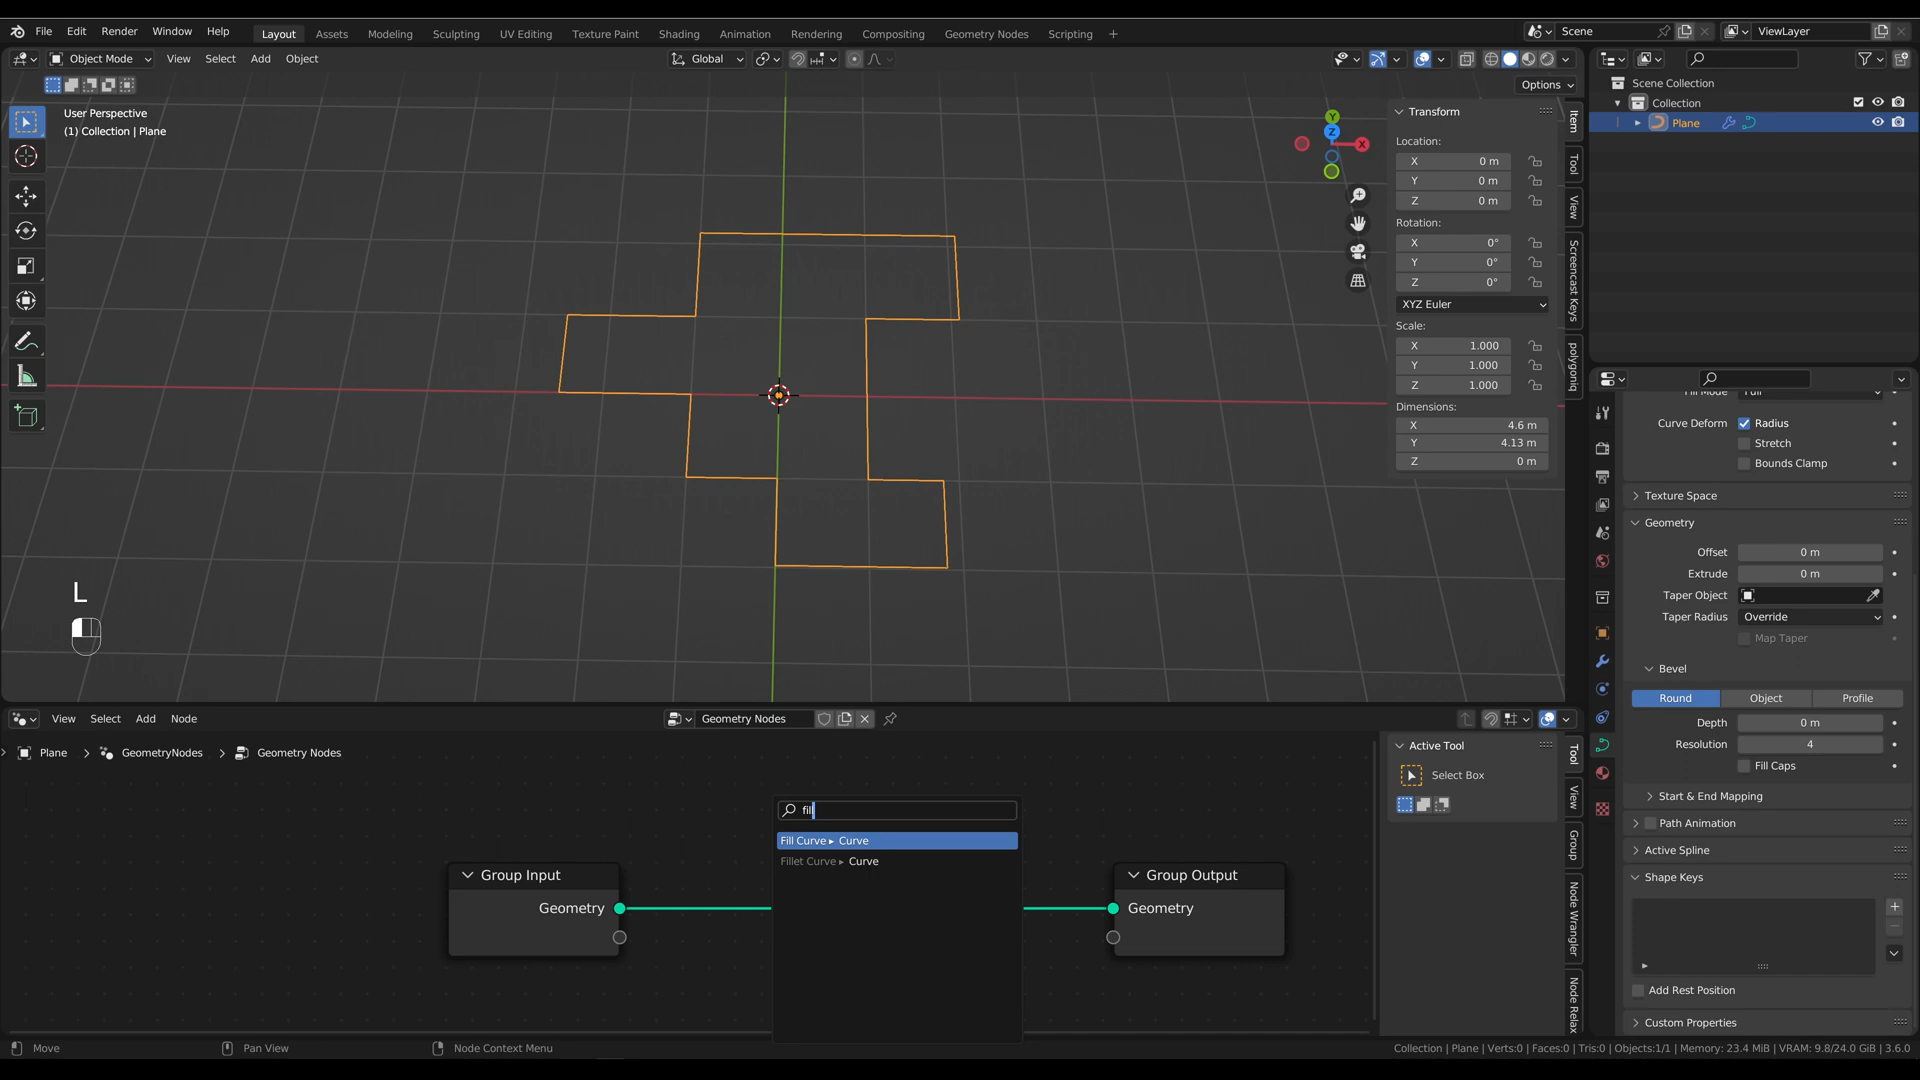 File Edit Render Window Help Layout Assets Modeling Sculpting UV Editing Texture Paint Shading Animation Rendering Compositing Geometry Nodes Scripting + Scene ViewLayer
Object Mode View Select Add Object Global
Options
User Perspective
(1) Collection | Plane
Y
Z
X
Transform
Location:
X 0 m
Y 0 m
Z 0 m
Rotation:
X 0°
Y 0°
Z 0°
XYZ Euler
Scale:
X 1.000
Y 1.000
Z 1.000
Dimensions:
X 4.6 m
Y 4.13 m
Z 0 m
Item
Tool
View
Screencast Keys
polygoniq
Scene Collection
Collection
Plane
Fill Mode Full
Curve Deform Radius
Stretch
Bounds Clamp
Texture Space
Geometry
Offset 0 m
Extrude 0 m
Taper Object
Taper Radius Override
Map Taper
Bevel
Round Object Profile
Depth 0 m
Resolution 4
Fill Caps
Start & End Mapping
Path Animation
Active Spline
Shape Keys
Add Rest Position
Custom Properties
L
View Select Add Node Geometry Nodes
Plane GeometryNodes Geometry Nodes
Group Input
Geometry
fill
Fill Curve ▸ Curve
Fillet Curve ▸ Curve
Group Output
Geometry
Active Tool
Select Box
Tool
View
Group
Node Wrangler
Node Relax
Move Pan View Node Context Menu Collection | Plane | Verts:0 | Faces:0 | Tris:0 | Objects:1/1 | Memory: 23.4 MiB | VRAM: 9.8/24.0 GiB | 3.6.0